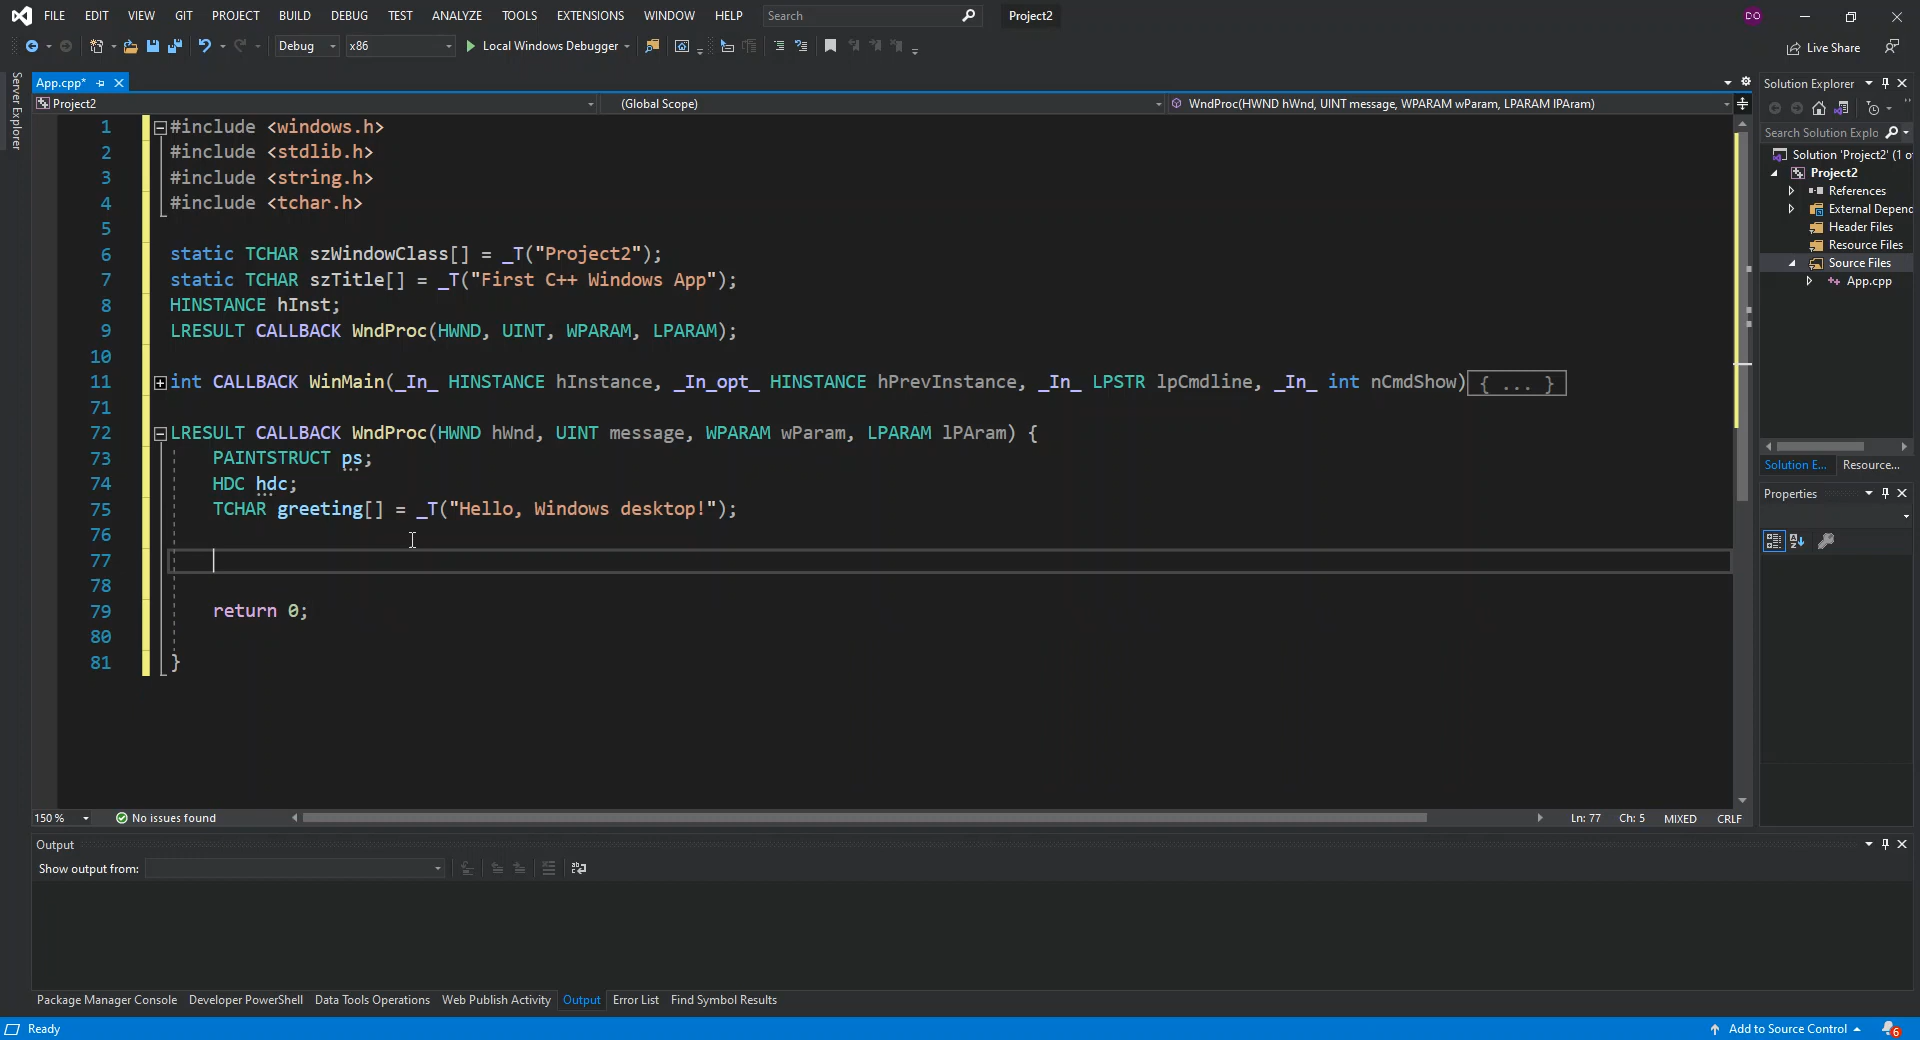 FILE EDIT VIEW GIT PROJECT BUILD DEBUG TEST ANALYZE TOOLS EXTENSIONS WINDOW HELP Search Project2 DO
Debug x86 Local Windows Debugger Live Share
Server Explorer
App.cpp*
Project2 (Global Scope) WndProc(HWND hWnd, UINT message, WPARAM wParam, LPARAM lPAram)
1 #include <windows.h>
2 #include <stdlib.h>
3 #include <string.h>
4 #include <tchar.h>
5
6 static TCHAR szWindowClass[] = _T("Project2");
7 static TCHAR szTitle[] = _T("First C++ Windows App");
8 HINSTANCE hInst;
9 LRESULT CALLBACK WndProc(HWND, UINT, WPARAM, LPARAM);
10
11 int CALLBACK WinMain(_In_ HINSTANCE hInstance, _In_opt_ HINSTANCE hPrevInstance, _In_ LPSTR lpCmdline, _In_ int nCmdShow){ ... }
71
72 LRESULT CALLBACK WndProc(HWND hWnd, UINT message, WPARAM wParam, LPARAM lPAram) {
73 PAINTSTRUCT ps;
74 HDC hdc;
75 TCHAR greeting[] = _T("Hello, Windows desktop!");
76
77
78
79 return 0;
80
81 }
150 % No issues found Ln: 77 Ch: 5 MIXED CRLF
Solution Explorer
Search Solution Explo
Solution 'Project2' (1 o
Project2
References
External Depend
Header Files
Resource Files
Source Files
App.cpp
Solution E... Resource...
Properties
Output
Show output from:
Package Manager Console Developer PowerShell Data Tools Operations Web Publish Activity Output Error List Find Symbol Results
Ready Add to Source Control 6